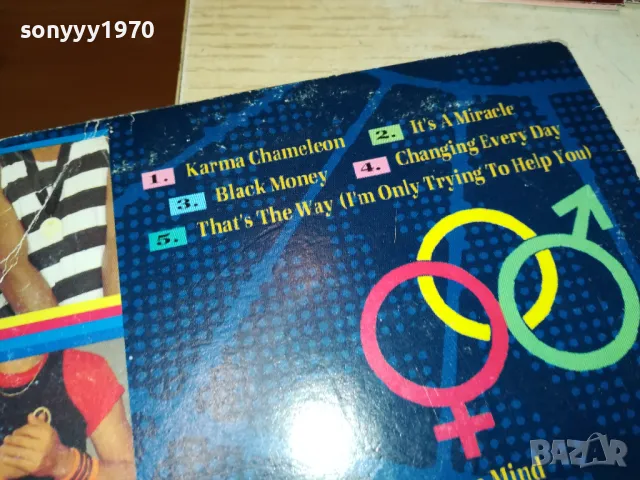 sonyyy1970
1. Karma Chameleon 2. It's A Miracle
3. Black Money 4. Changing Every Day
5. That's The Way (I'm Only Trying To Help You)
Mind
BAZAR